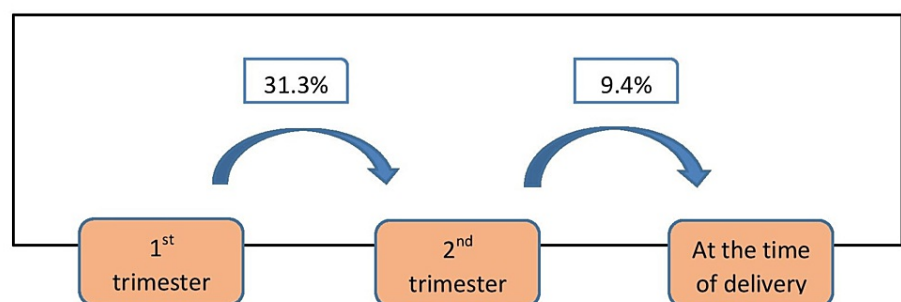 31.3%
9.4%
1st
trimester
2nd
trimester
At the time
of delivery